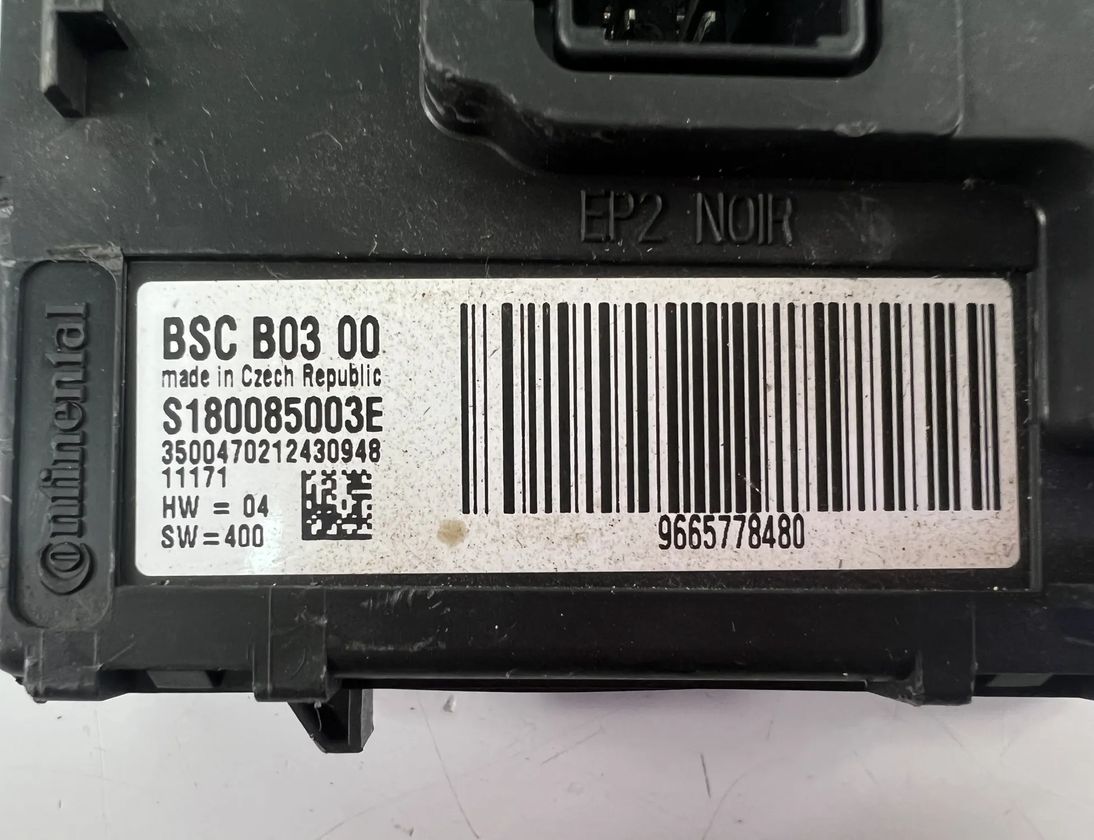 EP2 NOIR
Continental
BSC B03 00
made in Czech Republic
S180085003E
3500470212430948
11171
HW = 04
SW=400
9665778480